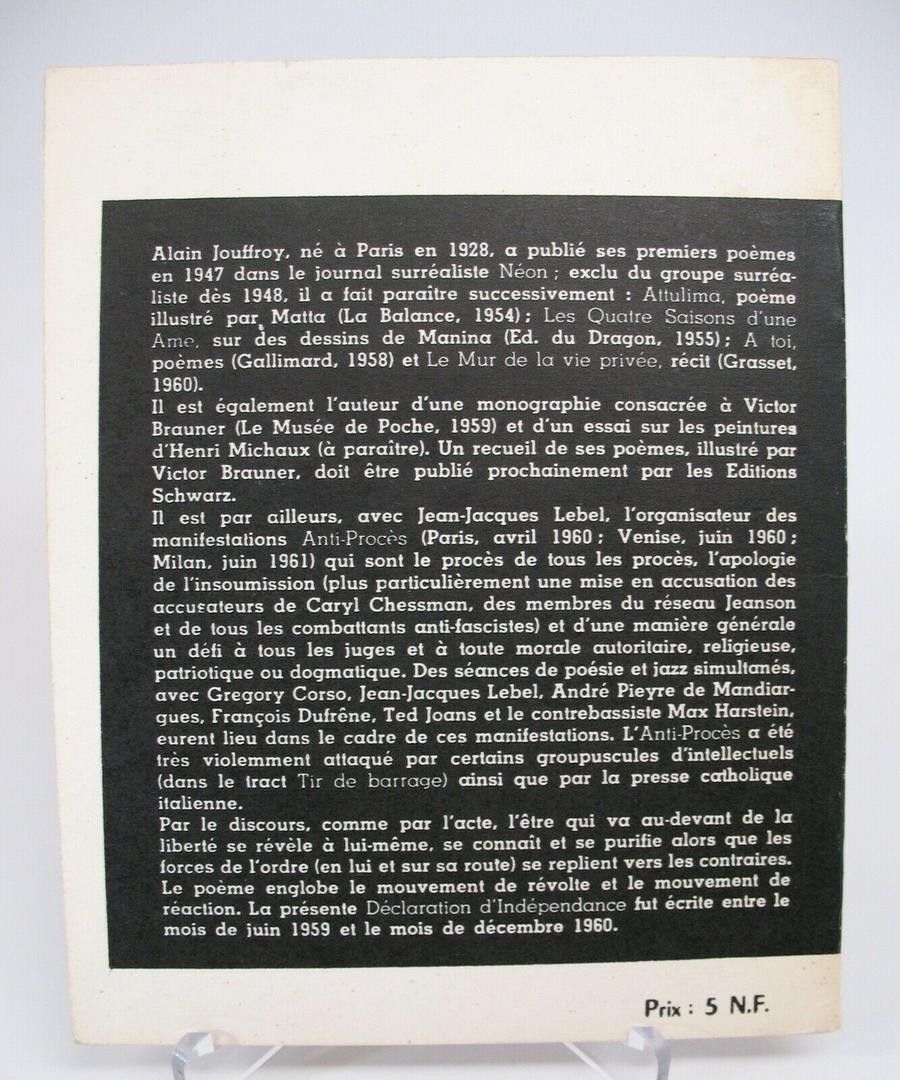 Alain Jouffroy, né à Paris en 1928, a publié ses premiers poèmes
en 1947 dans le journal surréaliste Néon ; exclu du groupe surréa-
liste dès 1948, il a fait paraître successivement : Attulima, poème
illustré par Matta (La Balance, 1954) ; Les Quatre Saisons d'une
Ame, sur des dessins de Manina (Ed. du Dragon, 1955) ; A toi,
poèmes (Gallimard, 1958) et Le Mur de la vie privée, récit (Grasset,
1960).
Il est également l'auteur d'une monographie consacrée à Victor
Brauner (Le Musée de Poche, 1959) et d'un essai sur les peintures
d'Henri Michaux (à paraître). Un recueil de ses poèmes, illustré par
Victor Brauner, doit être publié prochainement par les Editions
Schwarz.
Il est par ailleurs, avec Jean-Jacques Lebel, l'organisateur des
manifestations Anti-Procès (Paris, avril 1960 ; Venise, juin 1960 ;
Milan, juin 1961) qui sont le procès de tous les procès, l'apologie
de l'insoumission (plus particulièrement une mise en accusation des
accusateurs de Caryl Chessman, des membres du réseau Jeanson
et de tous les combattants anti-fascistes) et d'une manière générale
un défi à tous les juges et à toute morale autoritaire, religieuse,
patriotique ou dogmatique. Des séances de poésie et jazz simultanés,
avec Gregory Corso, Jean-Jacques Lebel, André Pieyre de Mandiar-
gues, François Dufrêne, Ted Joans et le contrebassiste Max Harstein,
eurent lieu dans le cadre de ces manifestations. L'Anti-Procès a été
très violemment attaqué par certains groupuscules d'intellectuels
(dans le tract Tir de barrage) ainsi que par la presse catholique
italienne.
Par le discours, comme par l'acte, l'être qui va au-devant de la
liberté se révèle à lui-même, se connaît et se purifie alors que les
forces de l'ordre (en lui et sur sa route) se replient vers les contraires.
Le poème englobe le mouvement de révolte et le mouvement de
réaction. La présente Déclaration d'Indépendance fut écrite entre le
mois de juin 1959 et le mois de décembre 1960.
Prix : 5 N.F.